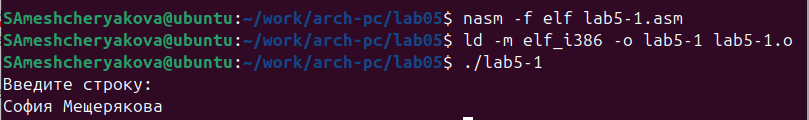 SAmeshcheryakova@ubuntu:~/work/arch-pc/lab05$ nasm -f elf lab5-1.asm
SAmeshcheryakova@ubuntu:~/work/arch-pc/lab05$ ld -m elf_i386 -o lab5-1 lab5-1.o
SAmeshcheryakova@ubuntu:~/work/arch-pc/lab05$ ./lab5-1
Введите строку:
София Мещерякова